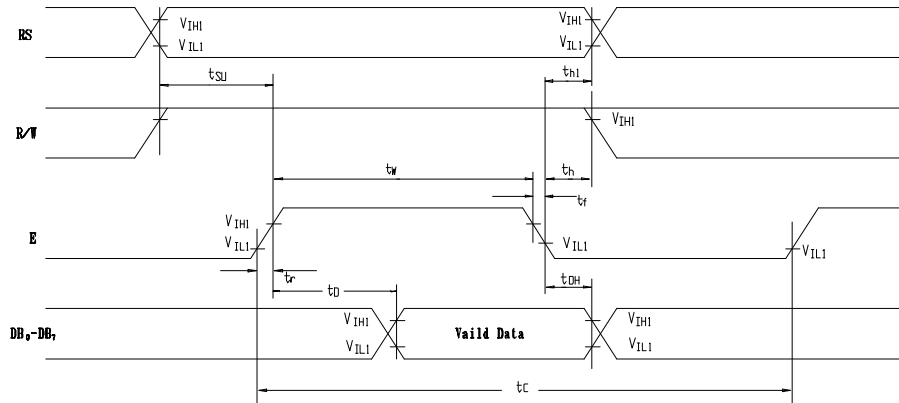 RS
VIH1
VIL1
VIH1
VIL1
tSU
th1
R/W
VIH1
tW
th
tf
E
VIH1
VIL1
VIL1
VIL1
tr
tD
tDH
DB0-DB7
VIH1
VIL1
Vaild Data
VIH1
VIL1
tC